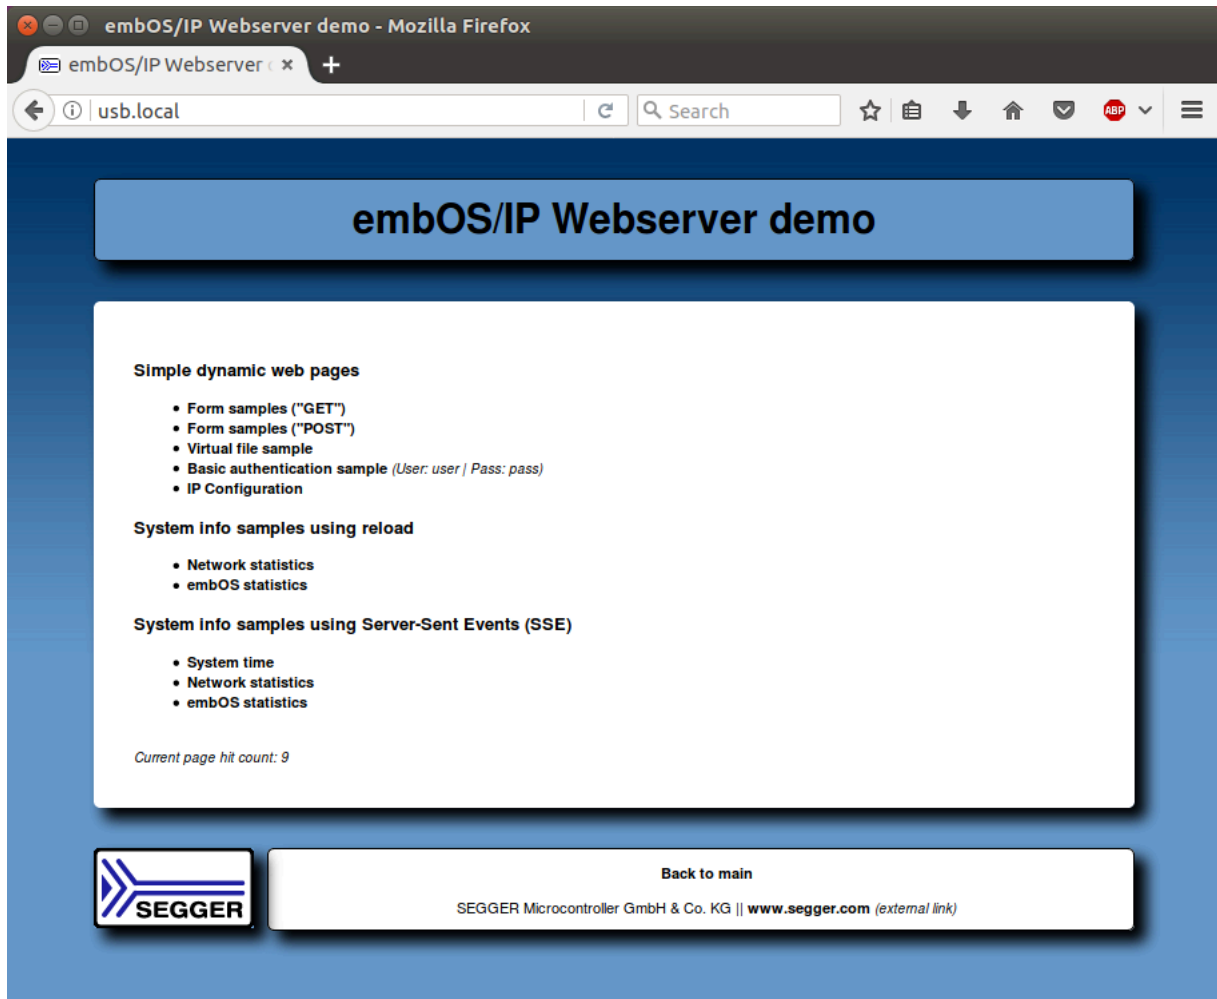 embOS/IP Webserver demo - Mozilla Firefox
embOS/IP Webserver
usb.local
Search
ABP
embOS/IP Webserver demo
Simple dynamic web pages
Form samples ("GET")
Form samples ("POST")
Virtual file sample
Basic authentication sample (User: user | Pass: pass)
IP Configuration
System info samples using reload
Network statistics
embOS statistics
System info samples using Server-Sent Events (SSE)
System time
Network statistics
embOS statistics
Current page hit count: 9
SEGGER
Back to main
SEGGER Microcontroller GmbH & Co. KG || www.segger.com (external link)